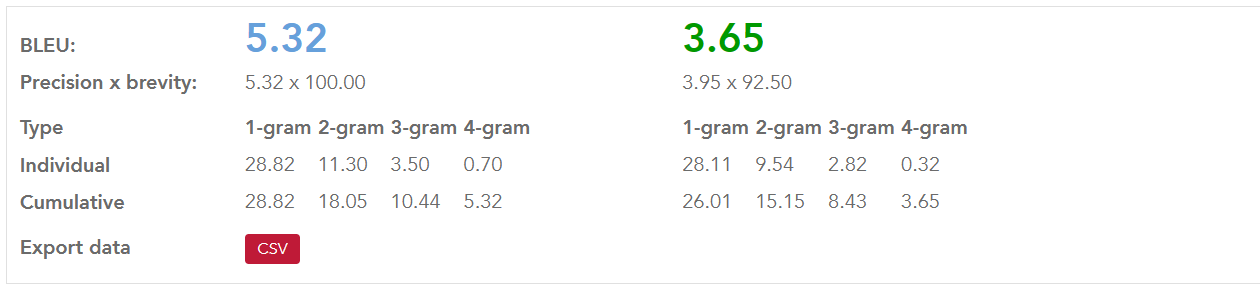 BLEU: 5.32 3.65
Precision x brevity: 5.32 x 100.00 3.95 x 92.50
Type 1-gram 2-gram 3-gram 4-gram 1-gram 2-gram 3-gram 4-gram
Individual 28.82 11.30 3.50 0.70 28.11 9.54 2.82 0.32
Cumulative 28.82 18.05 10.44 5.32 26.01 15.15 8.43 3.65
Export data CSV